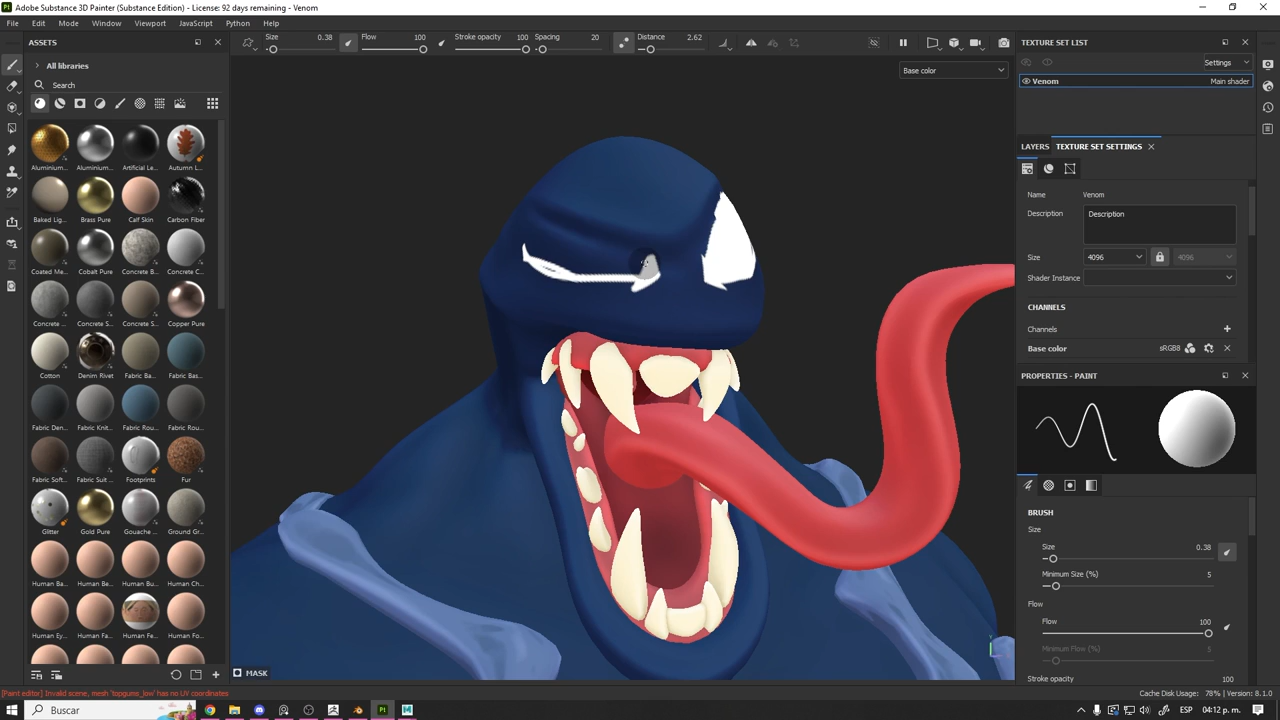 Adobe Substance 3D Painter (Substance Edition) - License: 92 days remaining - Venom
File Edit Mode Window Viewport JavaScript Python Help
ASSETS
Size 0.38 Flow 100 Stroke opacity 100 Spacing 20 Distance 2.62
TEXTURE SET LIST
All libraries
Settings
Base color
Search
Venom Main shader
LAYERS TEXTURE SET SETTINGS
Aluminium... Aluminium... Artificial Le... Autumn L...
Name Venom
Description Description
Baked Lig... Brass Pure Calf Skin Carbon Fiber
Size 4096 4096
Coated Me... Cobalt Pure Concrete B... Concrete C...
Shader Instance
CHANNELS
Concrete ... Concrete S... Concrete S... Copper Pure
Channels
Base color sRGB8
Cotton Denim Rivet Fabric Ba... Fabric Bas...
PROPERTIES - PAINT
Fabric Den... Fabric Knit... Fabric Rou... Fabric Rou...
Fabric Soft... Fabric Suit ... Footprints Fur
BRUSH
Size
Glitter Gold Pure Gouache ... Ground Gr...
Size 0.38
Minimum Size (%) 5
Human Ba... Human Ba... Human Bu... Human Ch...
Flow
Flow 100
Human Ey... Human Fa... Human Fe... Human Fo...
Minimum Flow (%) 5
MASK
Stroke opacity 100
[Paint editor] Invalid scene, mesh 'topgums_low' has no UV coordinates
Cache Disk Usage: 78% | Version: 8.1.0
Buscar
ESP 04:12 p. m.